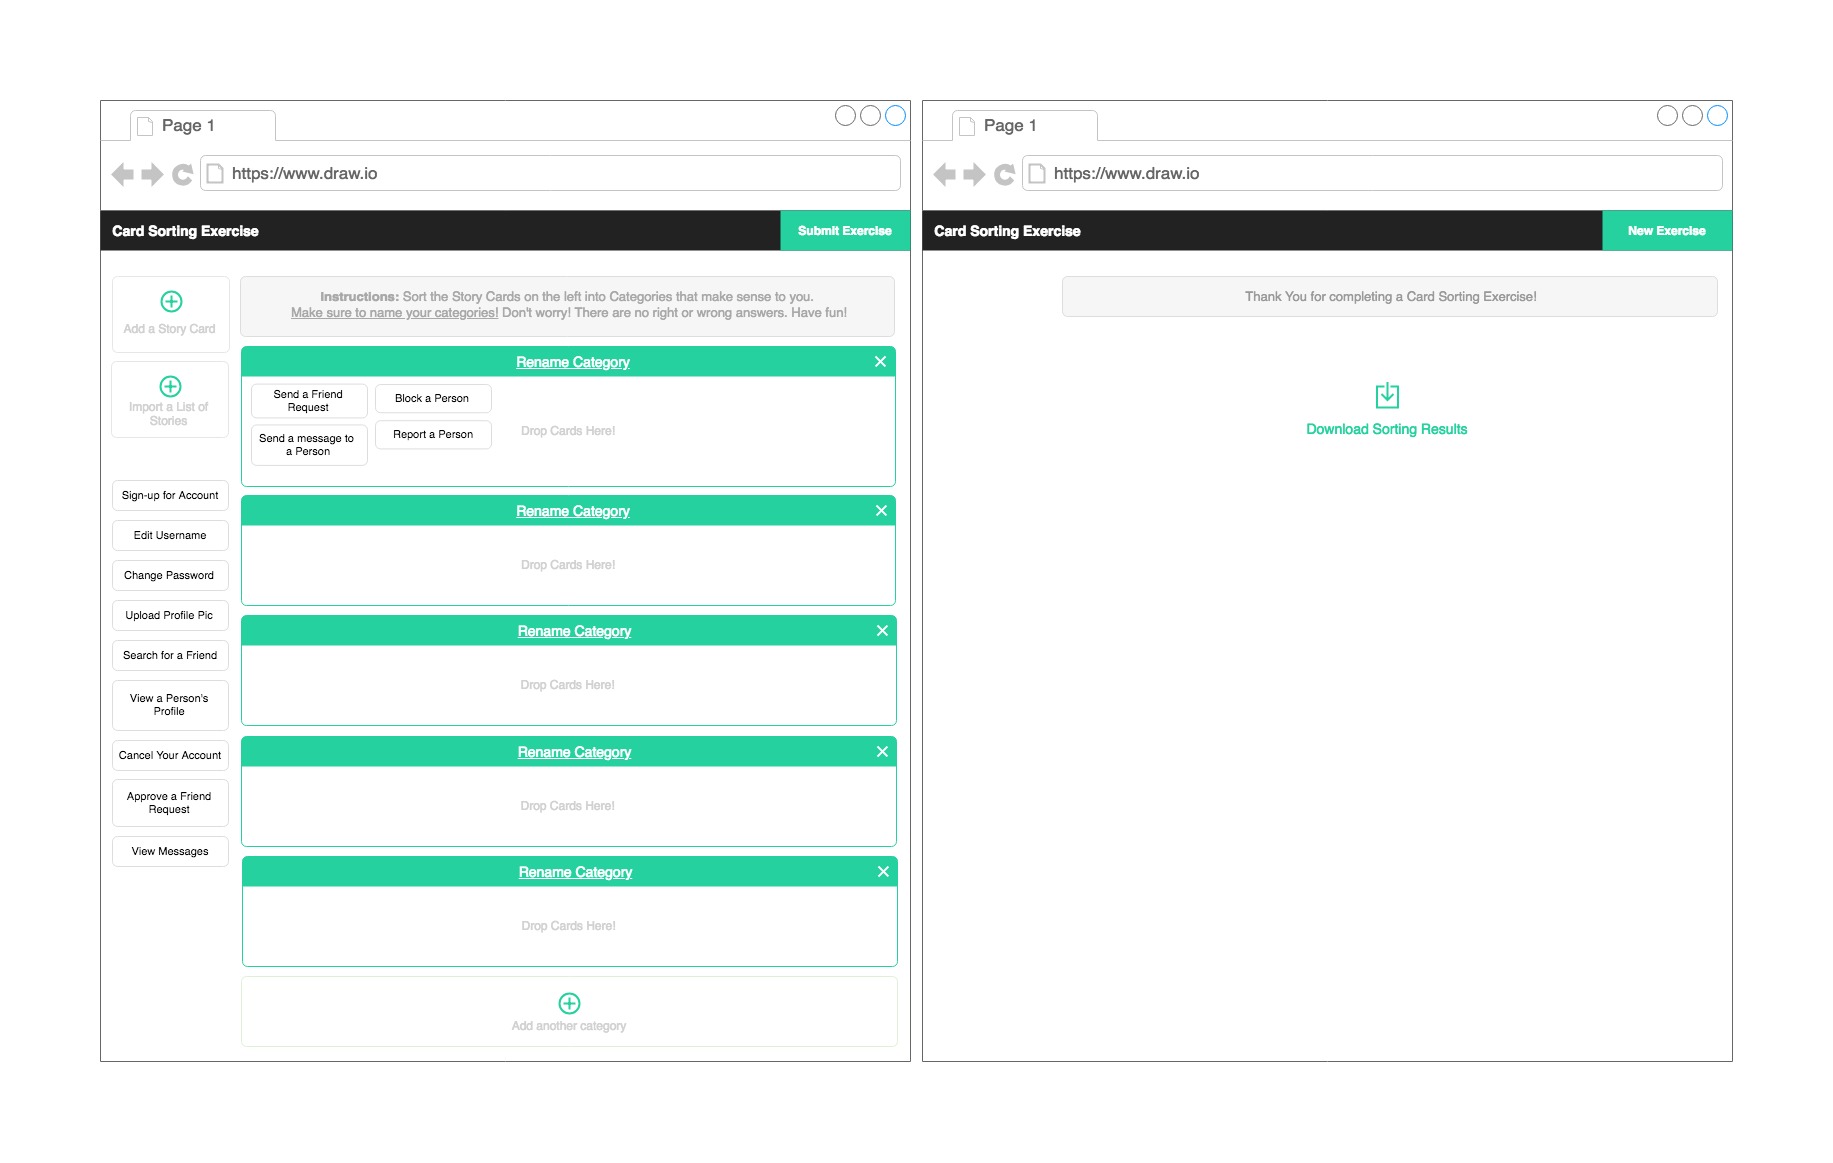 Page 1
https://www.draw.io
Card Sorting Exercise
Submit Exercise
Add a Story Card
Import a List of
Stories
Sign-up for Account
Edit Username
Change Password
Upload Profile Pic
Search for a Friend
View a Person's
Profile
Cancel Your Account
Approve a Friend
Request
View Messages
Instructions: Sort the Story Cards on the left into Categories that make sense to you.
Make sure to name your categories! Don't worry! There are no right or wrong answers. Have fun!
Rename Category
Send a Friend
Request
Block a Person
Send a message to
a Person
Report a Person
Drop Cards Here!
Rename Category
Drop Cards Here!
Rename Category
Drop Cards Here!
Rename Category
Drop Cards Here!
Rename Category
Drop Cards Here!
Add another category
Page 1
https://www.draw.io
Card Sorting Exercise
New Exercise
Thank You for completing a Card Sorting Exercise!
Download Sorting Results